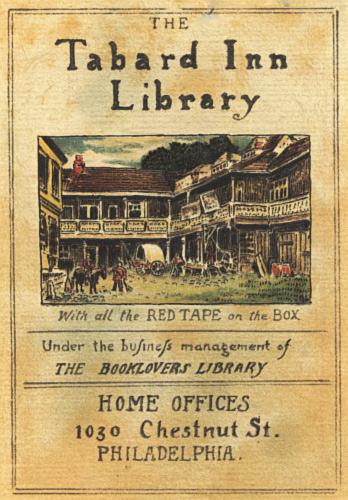 THE
Tabard Inn
Library
With all the RED TAPE on the BOX
Under the buſineſs management of
THE BOOKLOVERS LIBRARY
HOME OFFICES
1030 Chestnut St.
PHILADELPHIA.